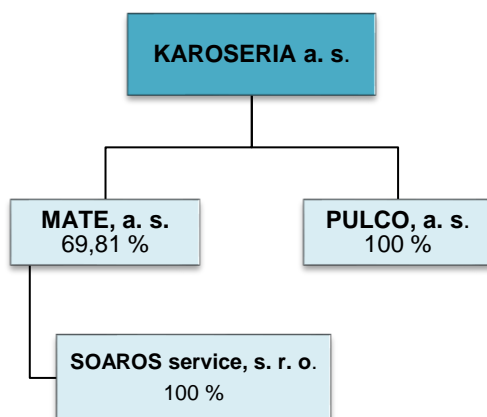 KAROSERIA a. s.
MATE, a. s.
69,81 %
PULCO, a. s.
100 %
SOAROS service, s. r. o.
100 %